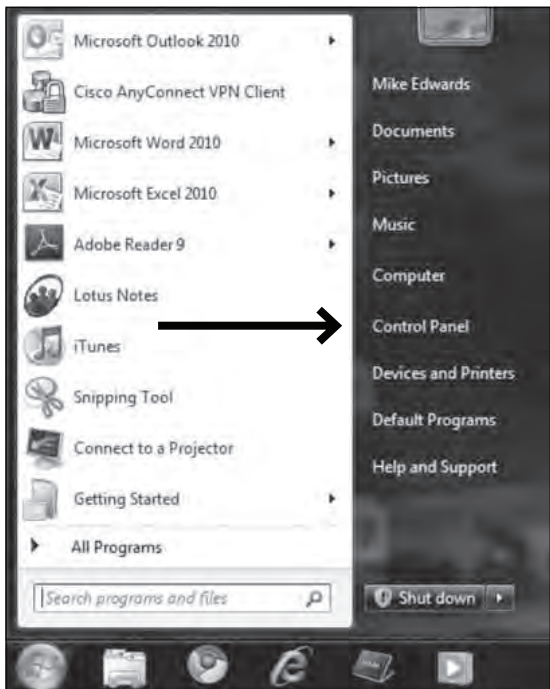 Microsoft Outlook 2010
Cisco AnyConnect VPN Client
Microsoft Word 2010
Microsoft Excel 2010
Adobe Reader 9
Lotus Notes
iTunes
Snipping Tool
Connect to a Projector
Getting Started
All Programs
Search programs and files
Mike Edwards
Documents
Pictures
Music
Computer
Control Panel
Devices and Printers
Default Programs
Help and Support
Shut down